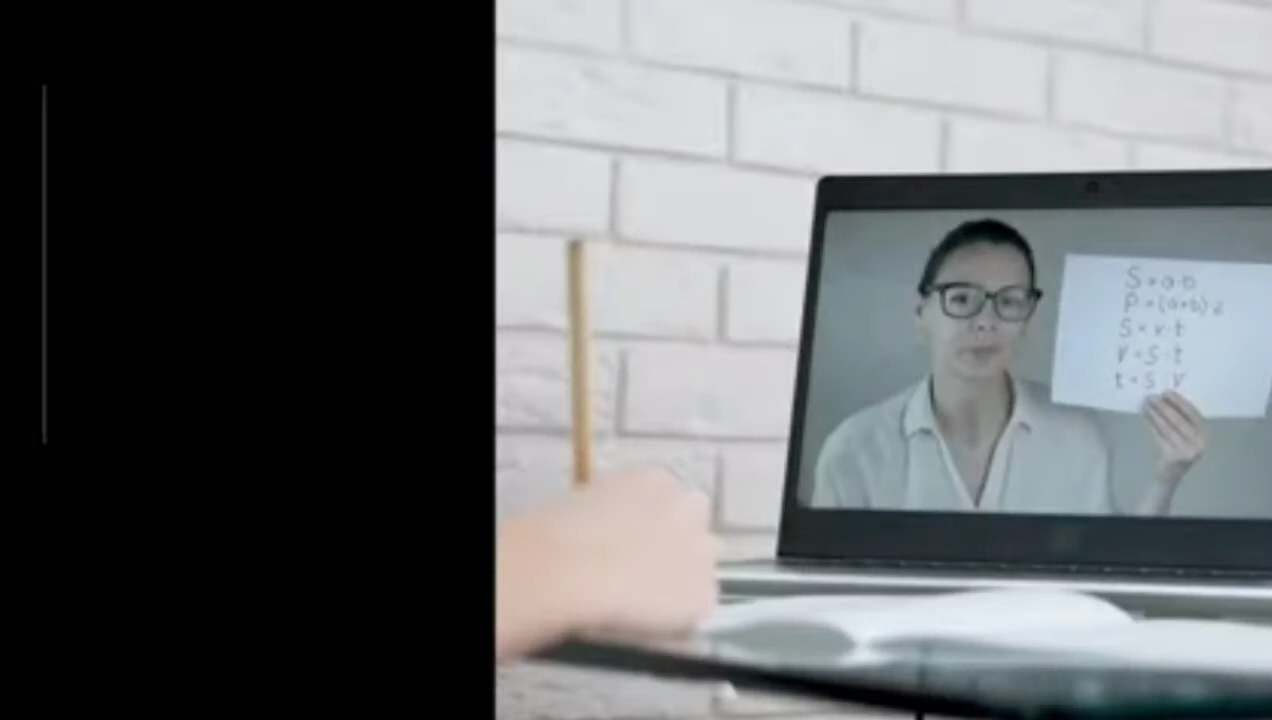 S = a·b
P = (a+b)·2
S = v·t
V = S:t
t = S:V